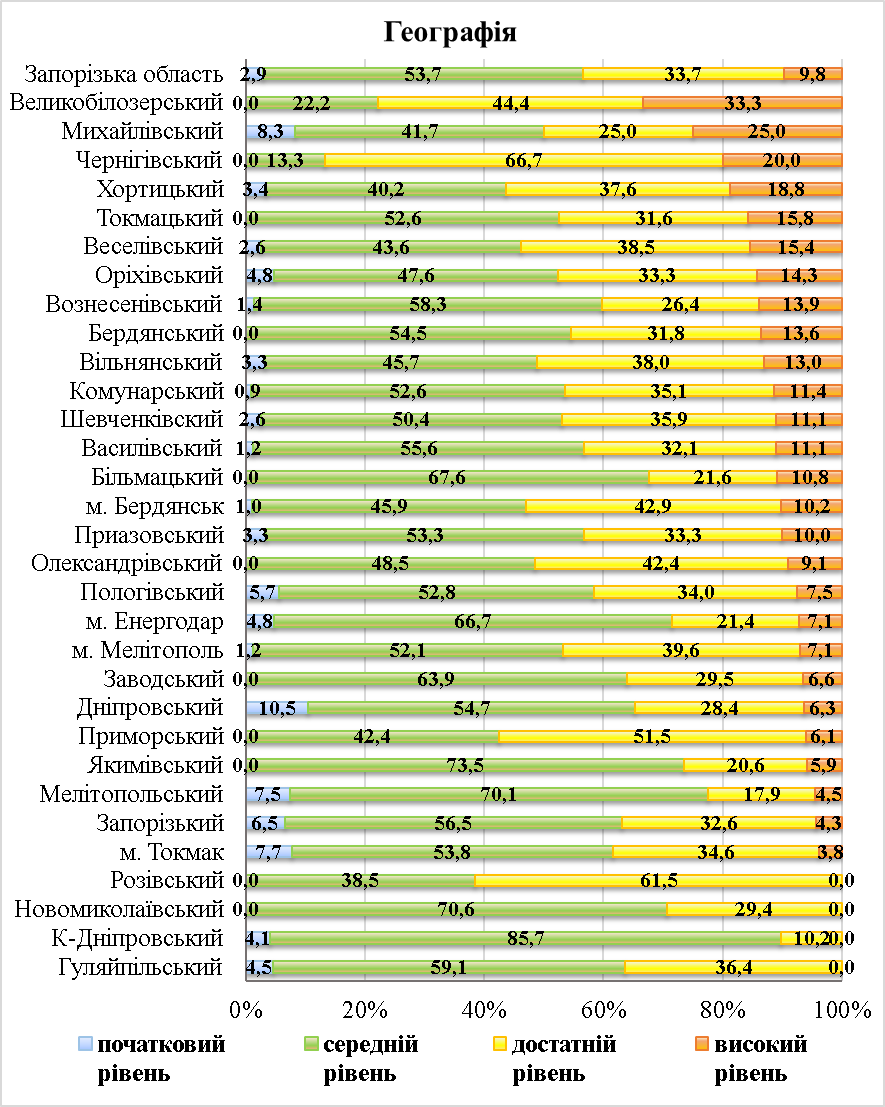 Географія
Запорізька область 2,9 53,7 33,7 9,8
Великобілозерський 0,0 22,2 44,4 33,3
Михайлівський 8,3 41,7 25,0 25,0
Чернігівський 0,0 13,3 66,7 20,0
Хортицький 3,4 40,2 37,6 18,8
Токмацький 0,0 52,6 31,6 15,8
Веселівський 2,6 43,6 38,5 15,4
Оріхівський 4,8 47,6 33,3 14,3
Вознесенівський 1,4 58,3 26,4 13,9
Бердянський 0,0 54,5 31,8 13,6
Вільнянський 3,3 45,7 38,0 13,0
Комунарський 0,9 52,6 35,1 11,4
Шевченківский 2,6 50,4 35,9 11,1
Василівський 1,2 55,6 32,1 11,1
Більмацький 0,0 67,6 21,6 10,8
м. Бердянськ 1,0 45,9 42,9 10,2
Приазовський 3,3 53,3 33,3 10,0
Олександрівський 0,0 48,5 42,4 9,1
Пологівський 5,7 52,8 34,0 7,5
м. Енергодар 4,8 66,7 21,4 7,1
м. Мелітополь 1,2 52,1 39,6 7,1
Заводський 0,0 63,9 29,5 6,6
Дніпровський 10,5 54,7 28,4 6,3
Приморський 0,0 42,4 51,5 6,1
Якимівський 0,0 73,5 20,6 5,9
Мелітопольський 7,5 70,1 17,9 4,5
Запорізький 6,5 56,5 32,6 4,3
м. Токмак 7,7 53,8 34,6 3,8
Розівський 0,0 38,5 61,5 0,0
Новомиколаївський 0,0 70,6 29,4 0,0
К-Дніпровський 4,1 85,7 10,2 0,0
Гуляйпільський 4,5 59,1 36,4 0,0
0% 20% 40% 60% 80% 100%
початковий середній достатній високий
рівень рівень рівень рівень